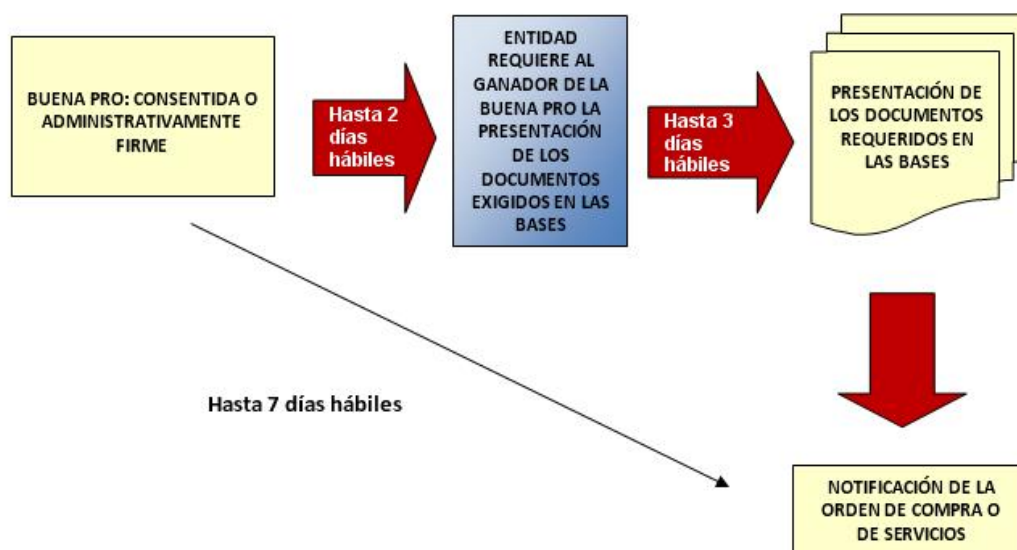 BUENA PRO: CONSENTIDA O
ADMINISTRATIVAMENTE
FIRME
Hasta 2
días
hábiles
ENTIDAD
REQUIERE AL
GANADOR DE LA
BUENA PRO LA
PRESENTACIÓN
DE LOS
DOCUMENTOS
EXIGIDOS EN LAS
BASES
Hasta 3
días
hábiles
PRESENTACIÓN DE
LOS DOCUMENTOS
REQUERIDOS EN
LAS BASES
Hasta 7 días hábiles
NOTIFICACIÓN DE LA
ORDEN DE COMPRA O
DE SERVICIOS